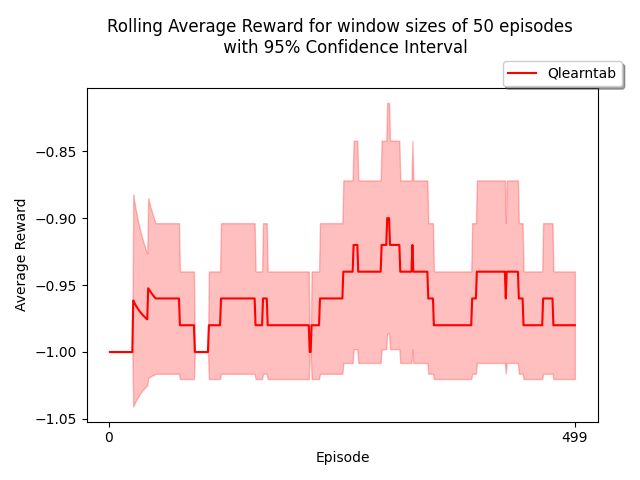 Rolling Average Reward for window sizes of 50 episodes
with 95% Confidence Interval
Qlearntab
−0.85
−0.90
−0.95
−1.00
−1.05
Average Reward
0
499
Episode